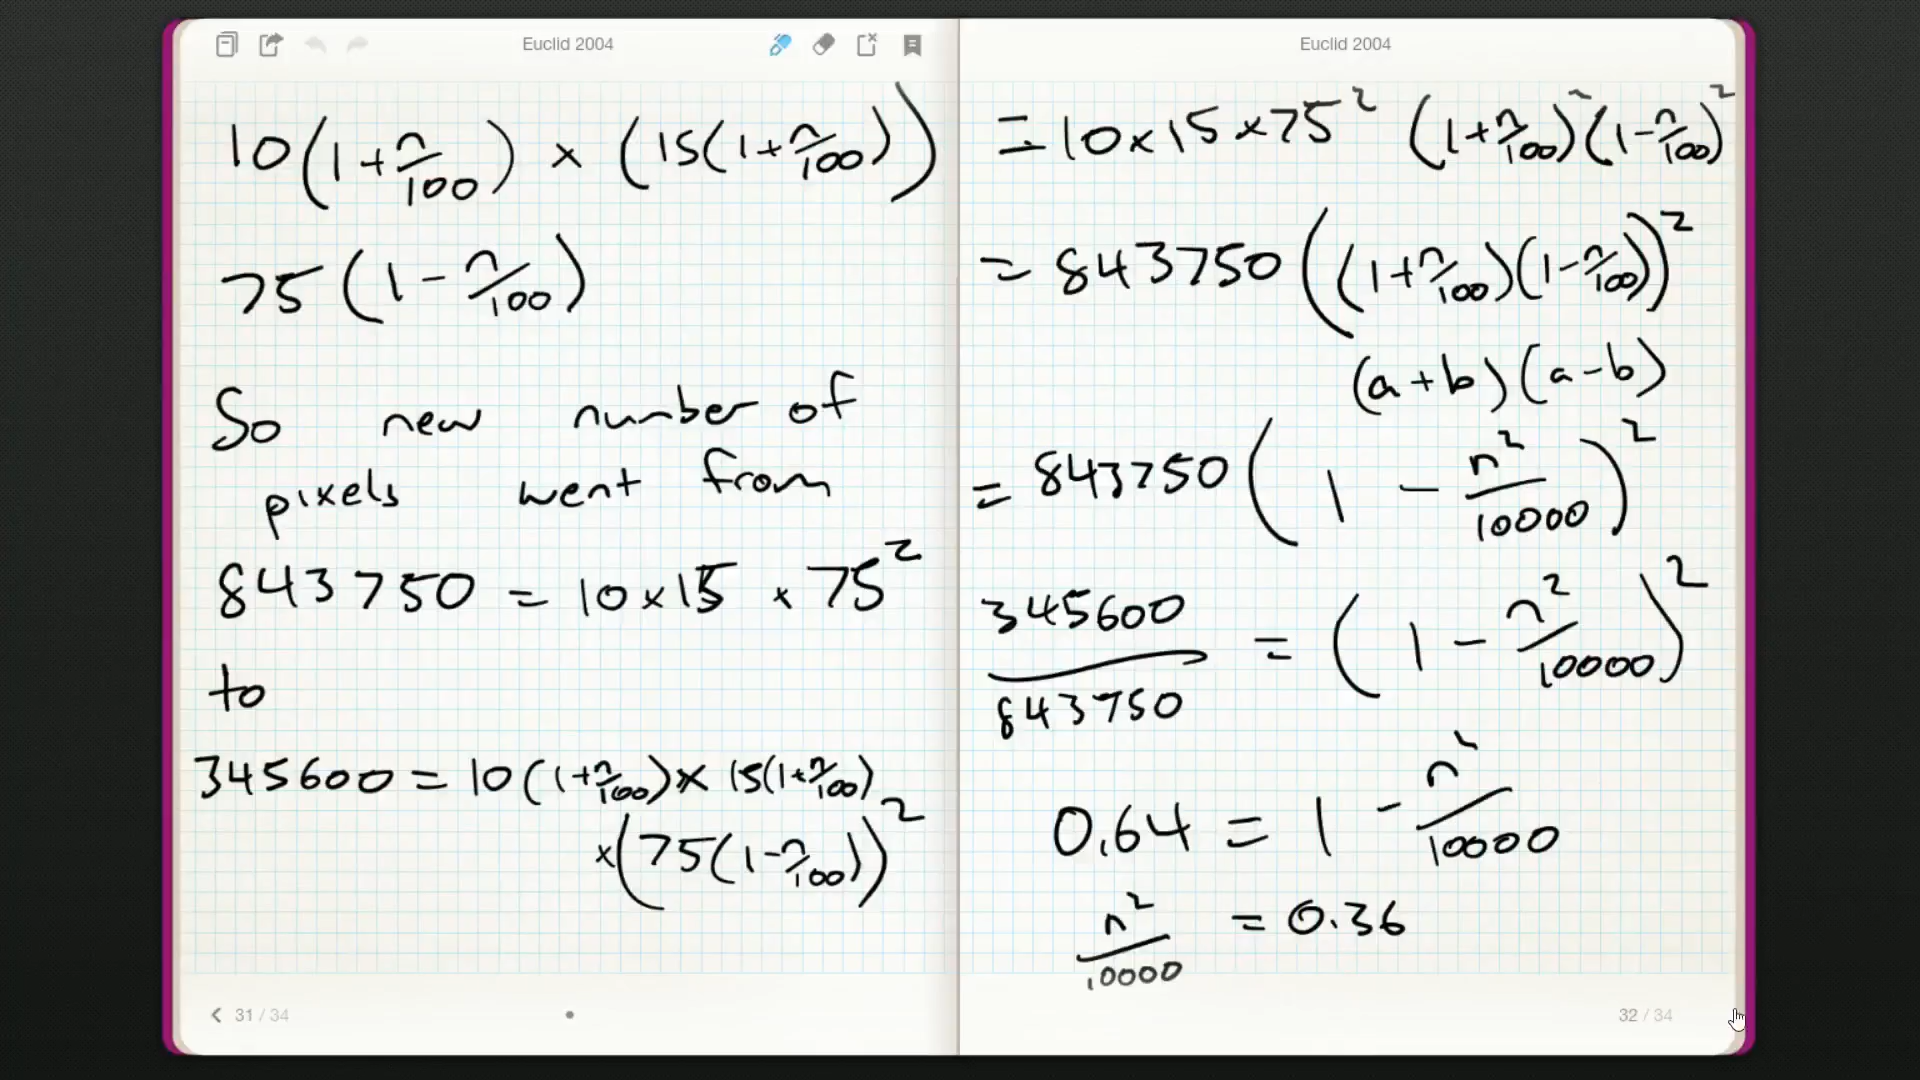 Euclid 2004
10(1+n/100) × (15(1+n/100))
75(1-n/100)
So new number of
pixels went from
843750 = 10×15 × 75²
to
345600 = 10(1+n/100)× 15(1+n/100)
×(75(1-n/100))²
31 / 34
Euclid 2004
= 10×15×75² (1+n/100)²(1-n/100)²
= 843750((1+n/100)(1-n/100))²
(a+b)(a-b)
= 843750(1 - n²/10000)²
345600/843750 = (1 - n²/10000)²
0.64 = 1 - n²/10000
n²/10000 = 0.36
32 / 34